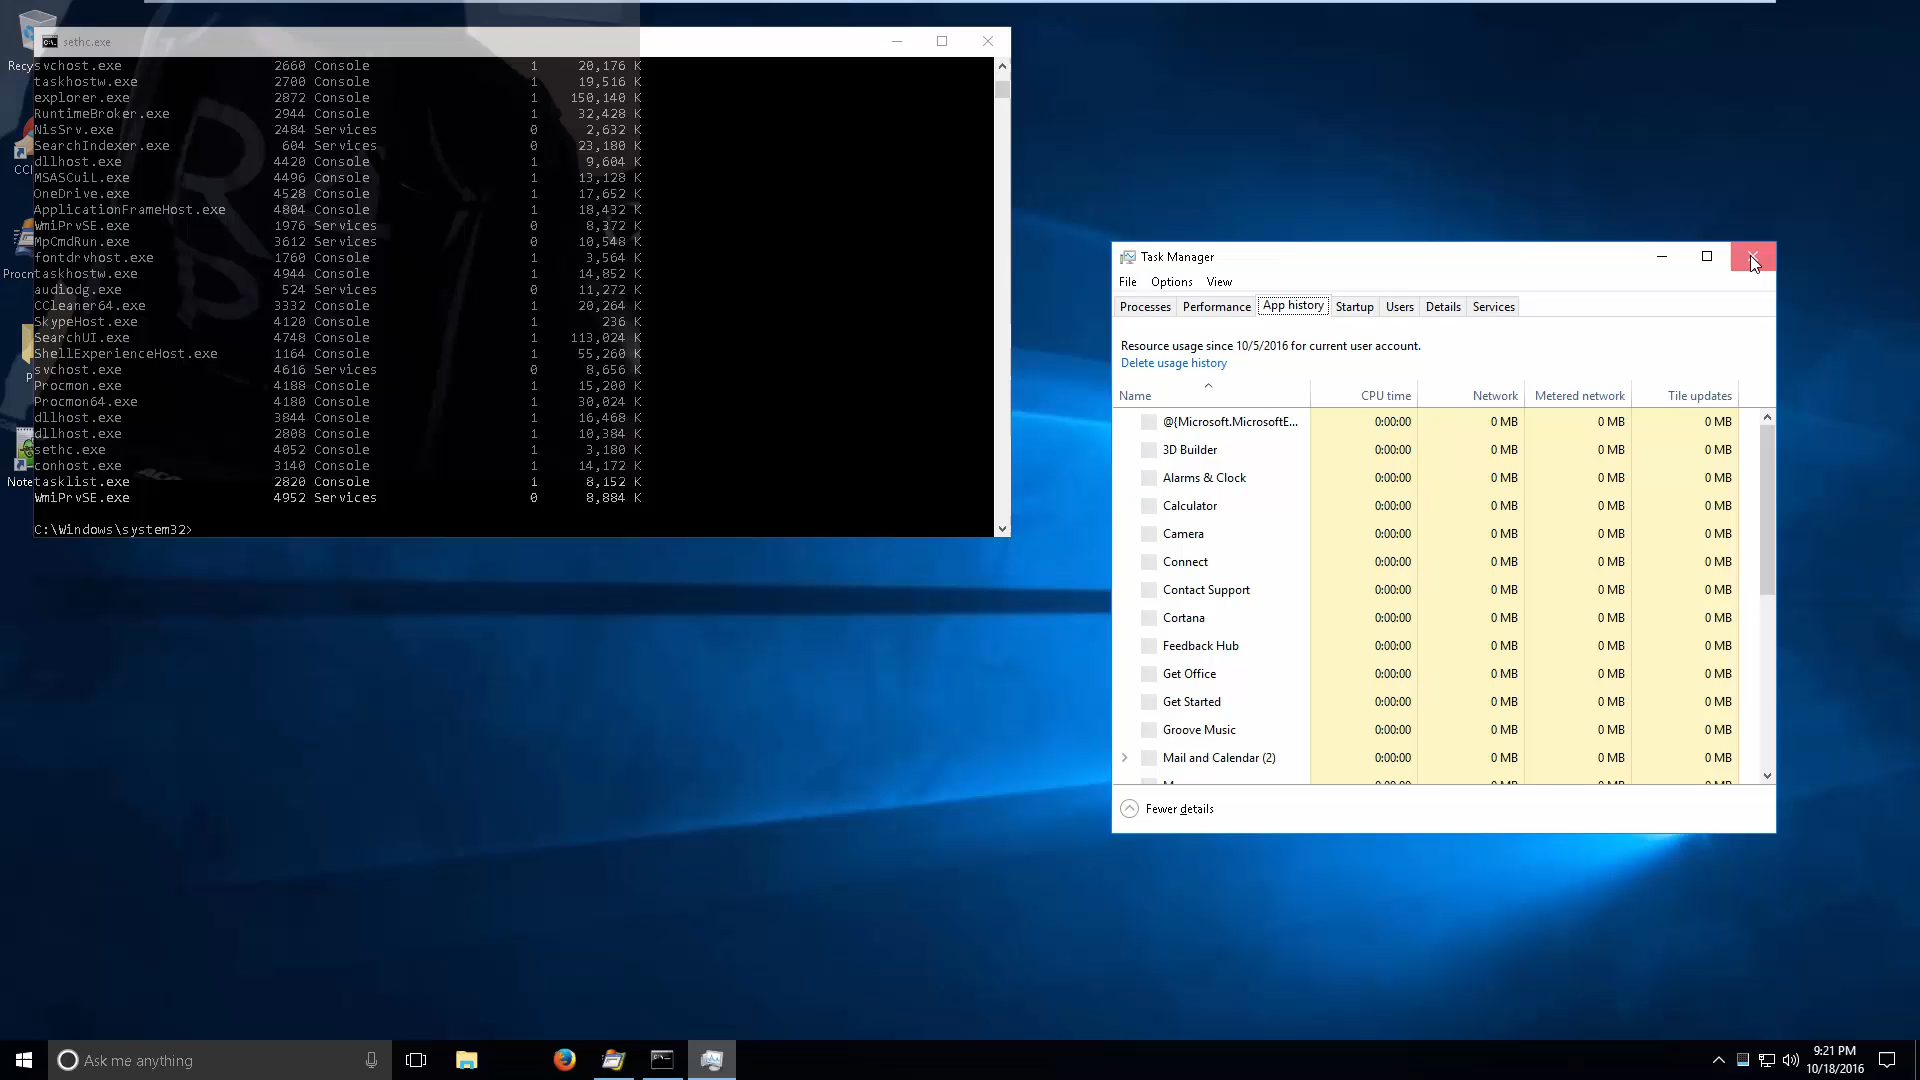 Recy
CCl
Procm
P
Note
sethc.exe
svchost.exe 2660 Console 1 20,176 K
taskhostw.exe 2700 Console 1 19,516 K
explorer.exe 2872 Console 1 150,140 K
RuntimeBroker.exe 2944 Console 1 32,428 K
NisSrv.exe 2484 Services 0 2,632 K
SearchIndexer.exe 604 Services 0 23,180 K
dllhost.exe 4420 Console 1 9,604 K
MSASCuiL.exe 4496 Console 1 13,128 K
OneDrive.exe 4528 Console 1 17,652 K
ApplicationFrameHost.exe 4804 Console 1 18,432 K
WmiPrvSE.exe 1976 Services 0 8,372 K
MpCmdRun.exe 3612 Services 0 10,548 K
fontdrvhost.exe 1760 Console 1 3,564 K
taskhostw.exe 4944 Console 1 14,852 K
audiodg.exe 524 Services 0 11,272 K
CCleaner64.exe 3332 Console 1 20,264 K
SkypeHost.exe 4120 Console 1 236 K
SearchUI.exe 4748 Console 1 113,024 K
ShellExperienceHost.exe 1164 Console 1 55,260 K
svchost.exe 4616 Services 0 8,656 K
Procmon.exe 4188 Console 1 15,200 K
Procmon64.exe 4180 Console 1 30,024 K
dllhost.exe 3844 Console 1 16,468 K
dllhost.exe 2808 Console 1 10,384 K
sethc.exe 4052 Console 1 3,180 K
conhost.exe 3140 Console 1 14,172 K
tasklist.exe 2820 Console 1 8,152 K
WmiPrvSE.exe 4952 Services 0 8,884 K
C:\Windows\system32>
Task Manager
File Options View
Processes Performance App history Startup Users Details Services
Resource usage since 10/5/2016 for current user account.
Delete usage history
Name CPU time Network Metered network Tile updates
@{Microsoft.MicrosoftE... 0:00:00 0 MB 0 MB 0 MB
3D Builder 0:00:00 0 MB 0 MB 0 MB
Alarms & Clock 0:00:00 0 MB 0 MB 0 MB
Calculator 0:00:00 0 MB 0 MB 0 MB
Camera 0:00:00 0 MB 0 MB 0 MB
Connect 0:00:00 0 MB 0 MB 0 MB
Contact Support 0:00:00 0 MB 0 MB 0 MB
Cortana 0:00:00 0 MB 0 MB 0 MB
Feedback Hub 0:00:00 0 MB 0 MB 0 MB
Get Office 0:00:00 0 MB 0 MB 0 MB
Get Started 0:00:00 0 MB 0 MB 0 MB
Groove Music 0:00:00 0 MB 0 MB 0 MB
Mail and Calendar (2) 0:00:00 0 MB 0 MB 0 MB
Fewer details
Ask me anything
9:21 PM
10/18/2016